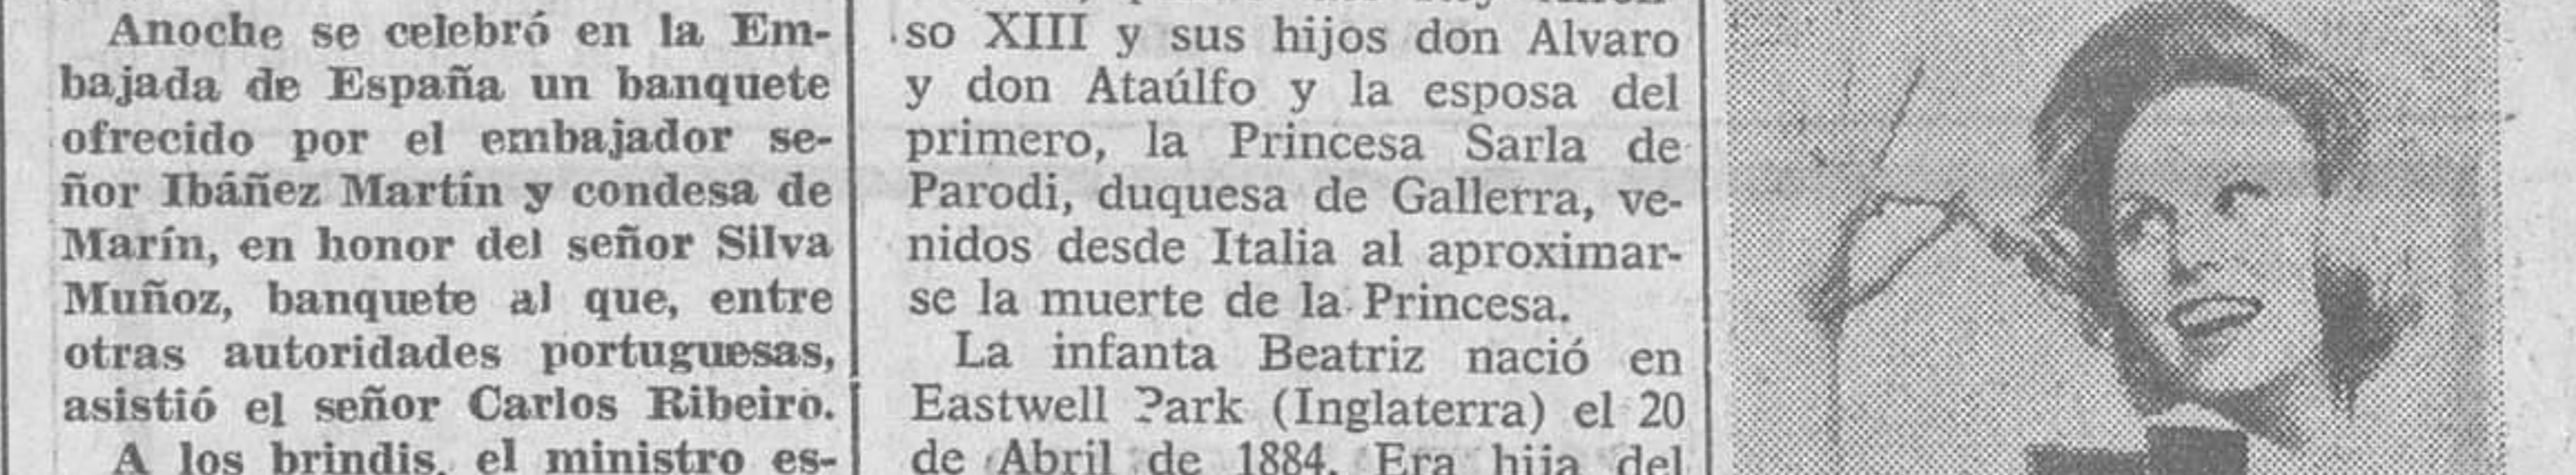 Anoche se celebró en la Em-
bajada de España un banquete
ofrecido por el embajador se-
ñor Ibáñez Martín y condesa de
Marín, en honor del señor Silva
Muñoz, banquete al que, entre
otras autoridades portuguesas,
asistió el señor Carlos Ribeiro.
A los brindis, el ministro es-
so XIII y sus hijos don Alvaro
y don Ataúlfo y la esposa del
primero, la Princesa Sarla de
Parodi, duquesa de Gallerra, ve-
nidos desde Italia al aproximar-
se la muerte de la Princesa.
La infanta Beatriz nació en
Eastwell Park (Inglaterra) el 20
de Abril de 1884. Era hija del